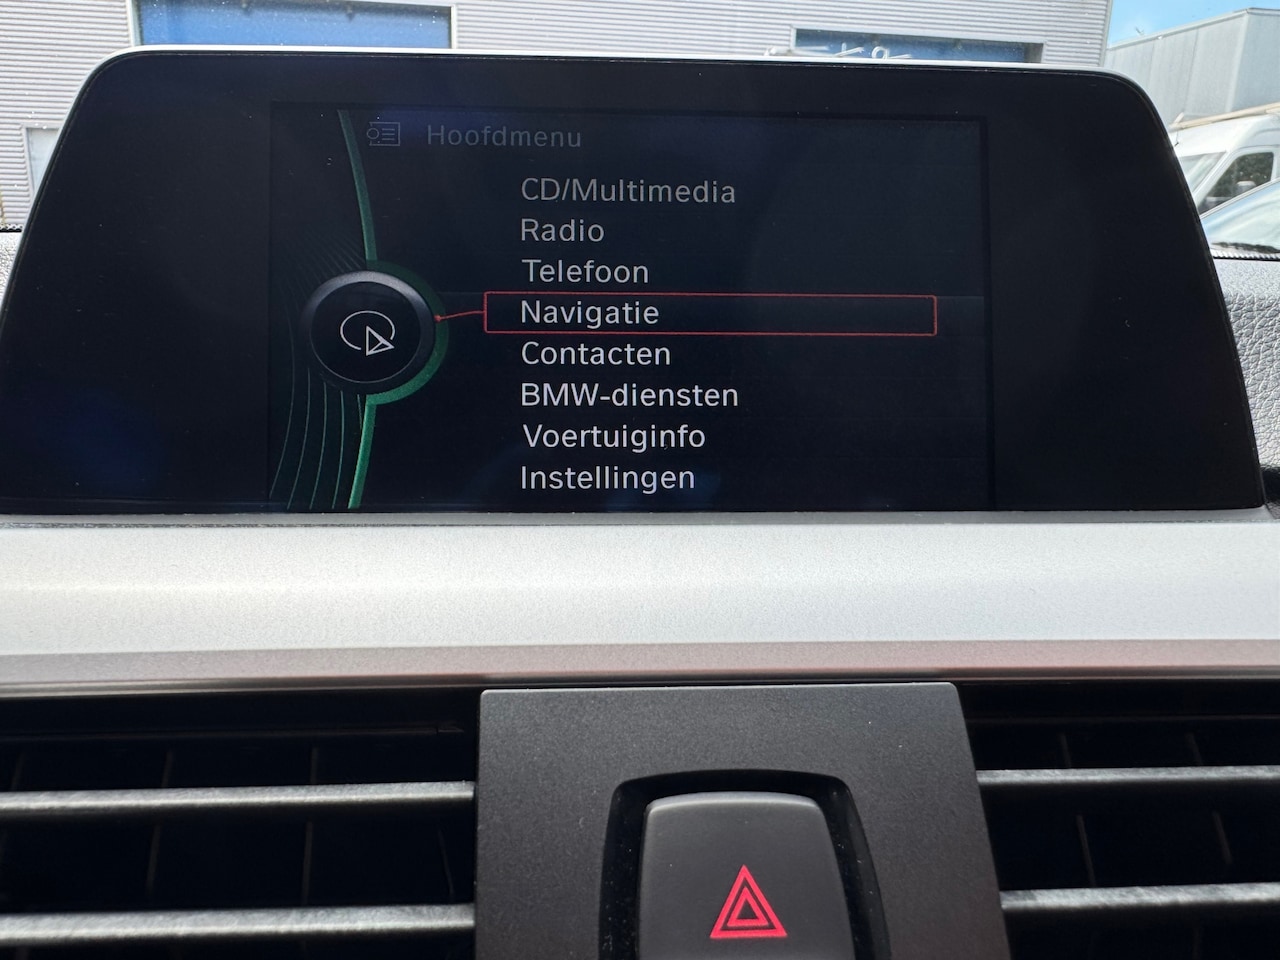 Hoofdmenu
CD/Multimedia
Radio
Telefoon
Navigatie
Contacten
BMW-diensten
Voertuiginfo
Instellingen